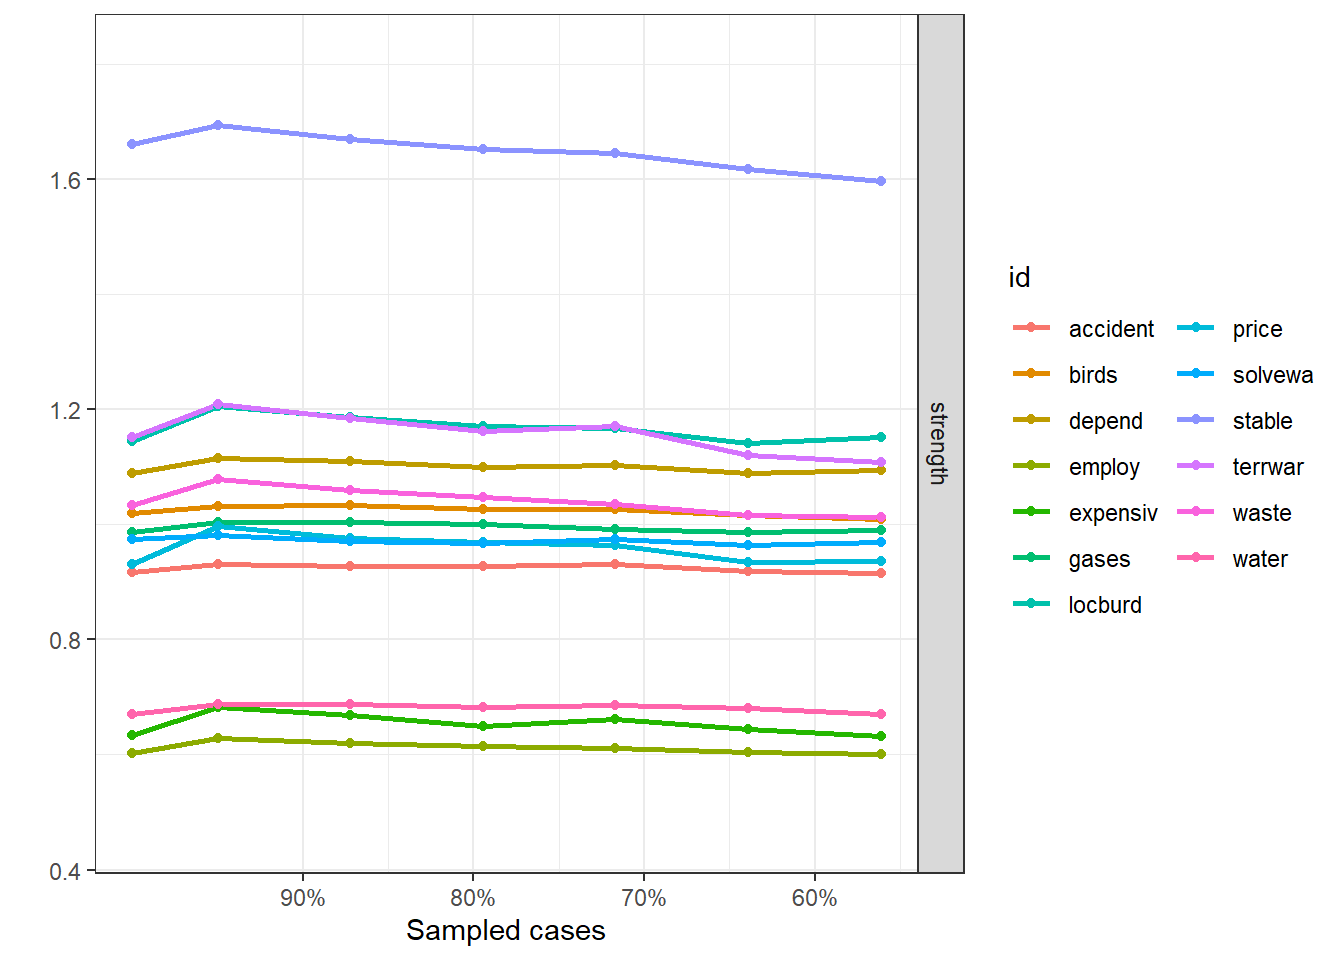 1.6
1.2
0.8
0.4
90%
80%
70%
60%
Sampled cases
strength
id
accident
birds
depend
employ
expensiv
gases
locburd
price
solvewa
stable
terrwar
waste
water